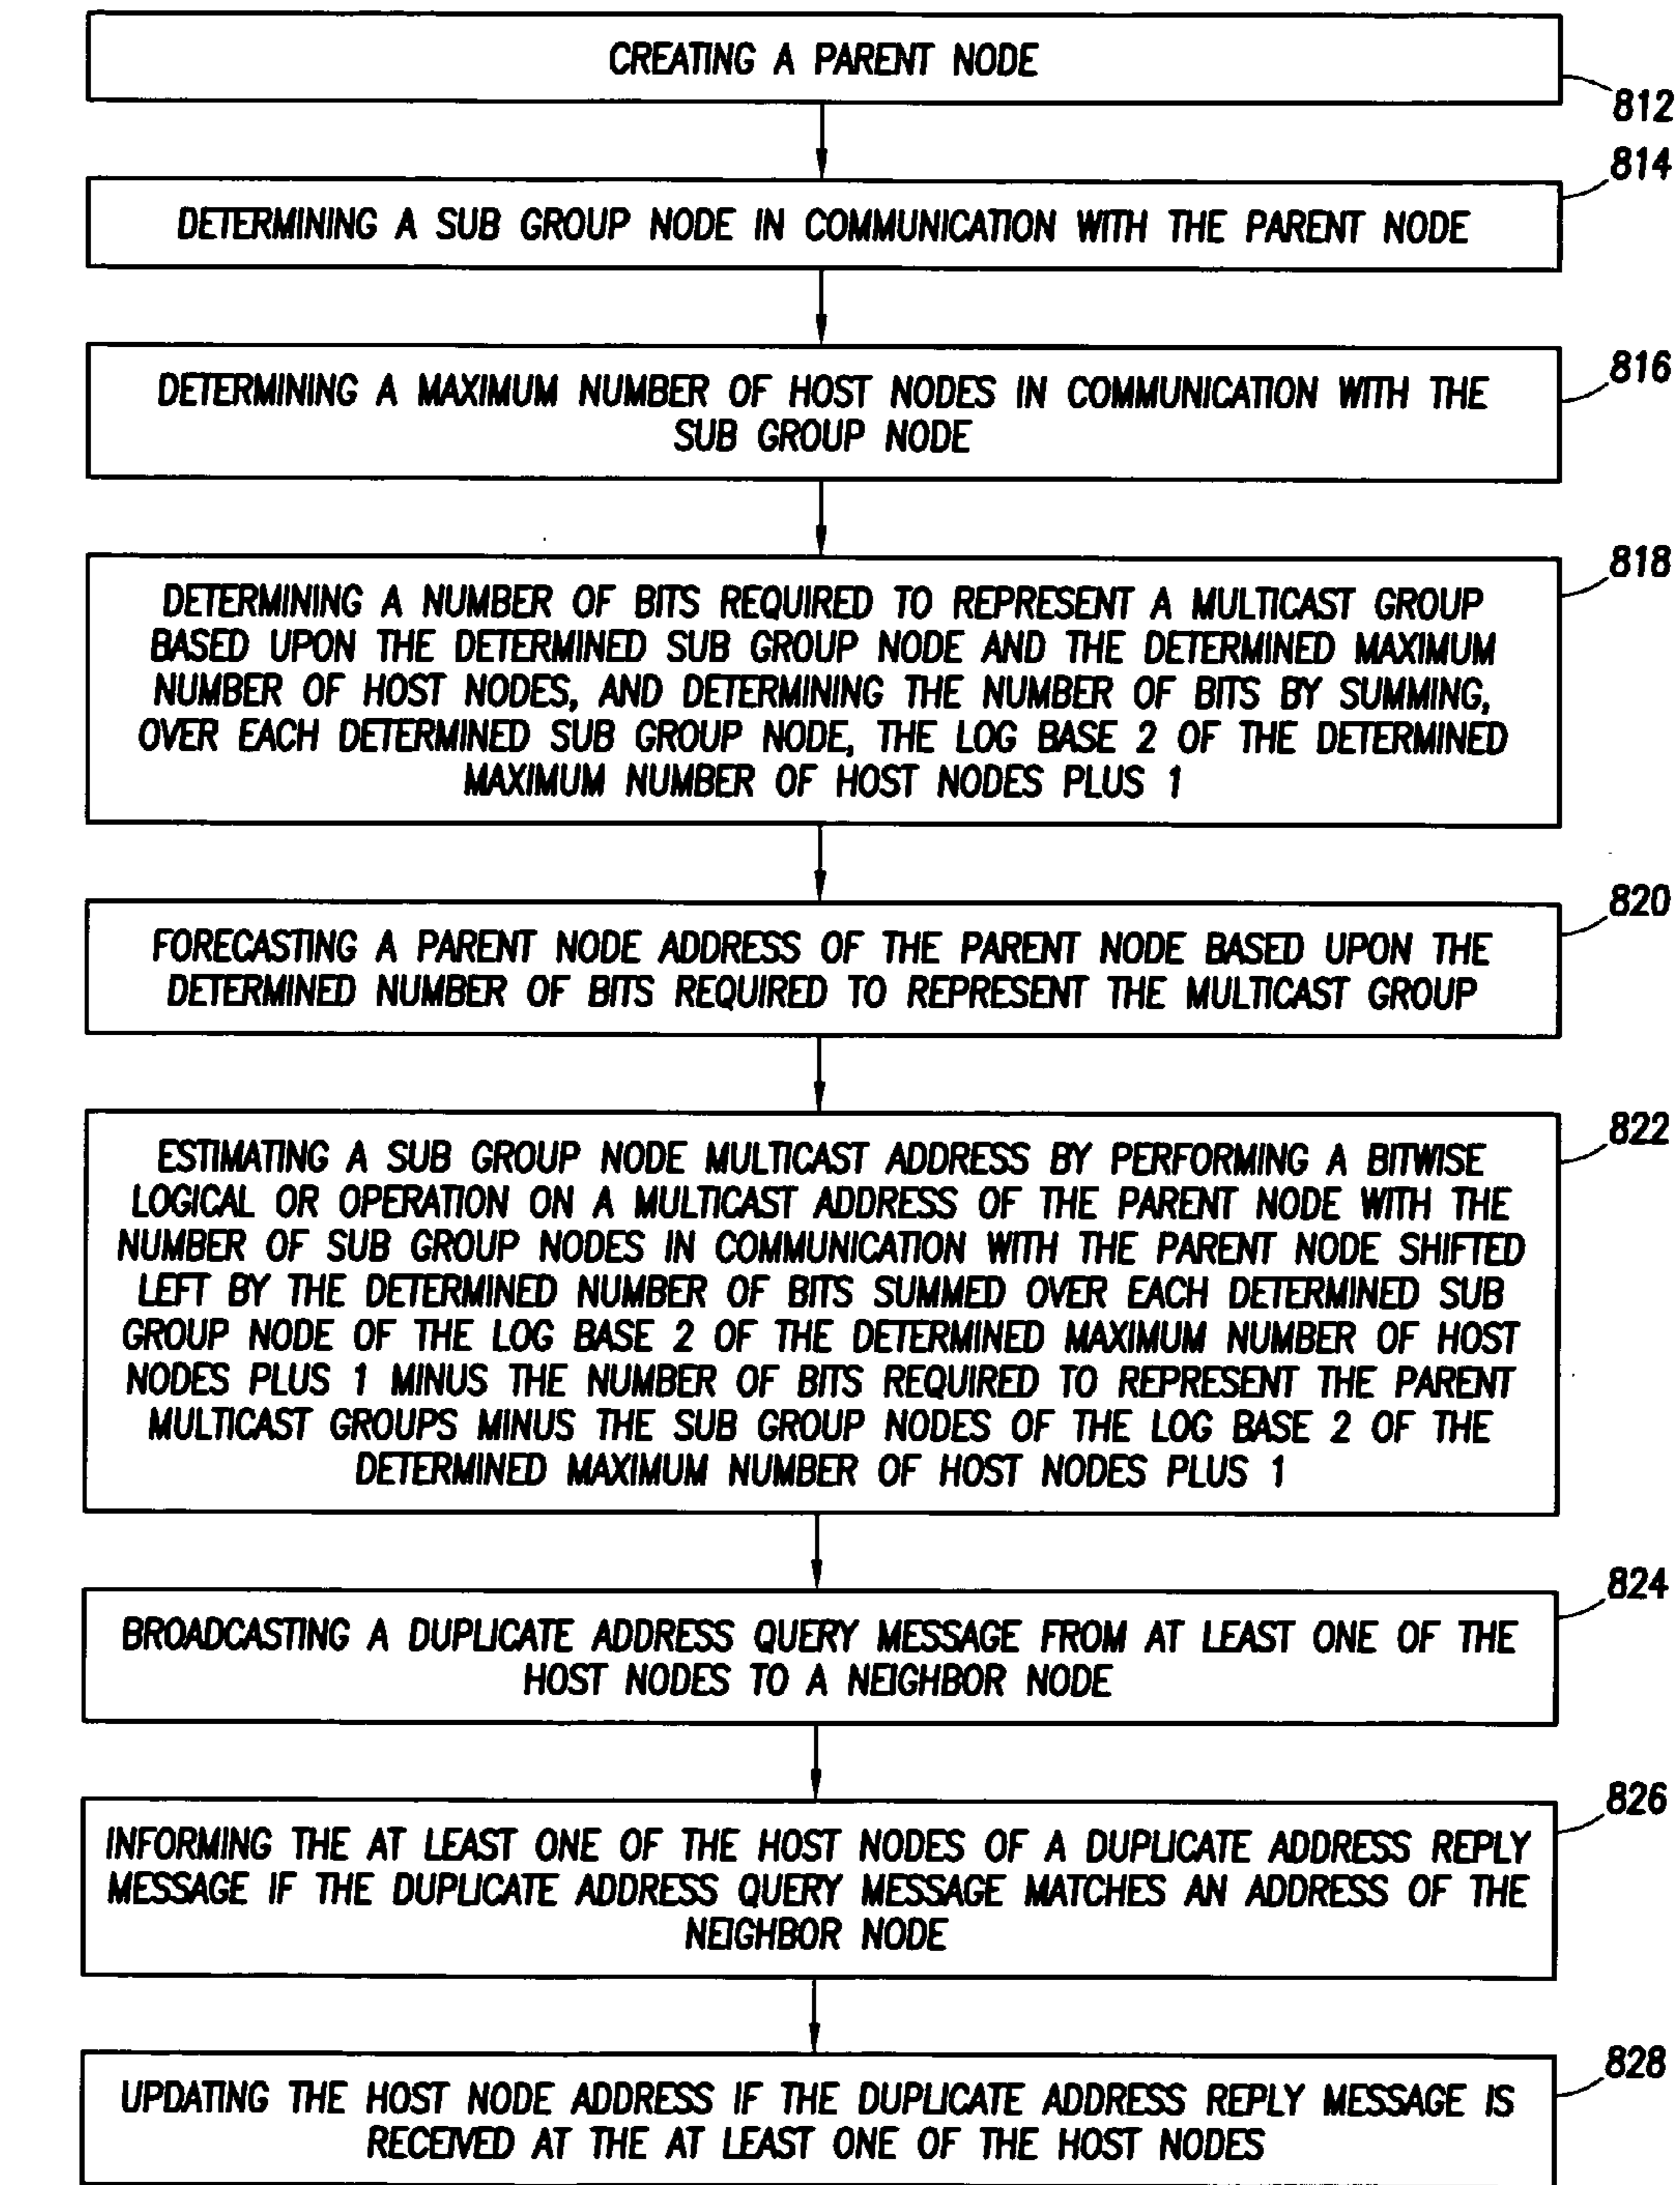 CREATING A PARENT NODE
812
814
DETERMINING A SUB GROUP NODE IN COMMUNICATION WITH THE PARENT NODE
816
DETERMINING A MAXIMUM NUMBER OF HOST NODES IN COMMUNICATION WITH THE
SUB GROUP NODE
818
DETERMINING A NUMBER OF BITS REQUIRED TO REPRESENT A MULTICAST GROUP
BASED UPON THE DETERMINED SUB GROUP NODE AND THE DETERMINED MAXIMUM
NUMBER OF HOST NODES, AND DETERMINING THE NUMBER OF BITS BY SUMMING,
OVER EACH DETERMINED SUB GROUP NODE, THE LOG BASE 2 OF THE DETERMINED
MAXIMUM NUMBER OF HOST NODES PLUS 1
820
FORECASTING A PARENT NODE ADDRESS OF THE PARENT NODE BASED UPON THE
DETERMINED NUMBER OF BITS REQUIRED TO REPRESENT THE MULTICAST GROUP
822
ESTIMATING A SUB GROUP NODE MULTICAST ADDRESS BY PERFORMING A BITWISE
LOGICAL OR OPERATION ON A MULTICAST ADDRESS OF THE PARENT NODE WITH THE
NUMBER OF SUB GROUP NODES IN COMMUNICATION WITH THE PARENT NODE SHIFTED
LEFT BY THE DETERMINED NUMBER OF BITS SUMMED OVER EACH DETERMINED SUB
GROUP NODE OF THE LOG BASE 2 OF THE DETERMINED MAXIMUM NUMBER OF HOST
NODES PLUS 1 MINUS THE NUMBER OF BITS REQUIRED TO REPRESENT THE PARENT
MULTICAST GROUPS MINUS THE SUB GROUP NODES OF THE LOG BASE 2 OF THE
DETERMINED MAXIMUM NUMBER OF HOST NODES PLUS 1
824
BROADCASTING A DUPLICATE ADDRESS QUERY MESSAGE FROM AT LEAST ONE OF THE
HOST NODES TO A NEIGHBOR NODE
826
INFORMING THE AT LEAST ONE OF THE HOST NODES OF A DUPLICATE ADDRESS REPLY
MESSAGE IF THE DUPLICATE ADDRESS QUERY MESSAGE MATCHES AN ADDRESS OF THE
NEIGHBOR NODE
828
UPDATING THE HOST NODE ADDRESS IF THE DUPLICATE ADDRESS REPLY MESSAGE IS
RECEIVED AT THE AT LEAST ONE OF THE HOST NODES